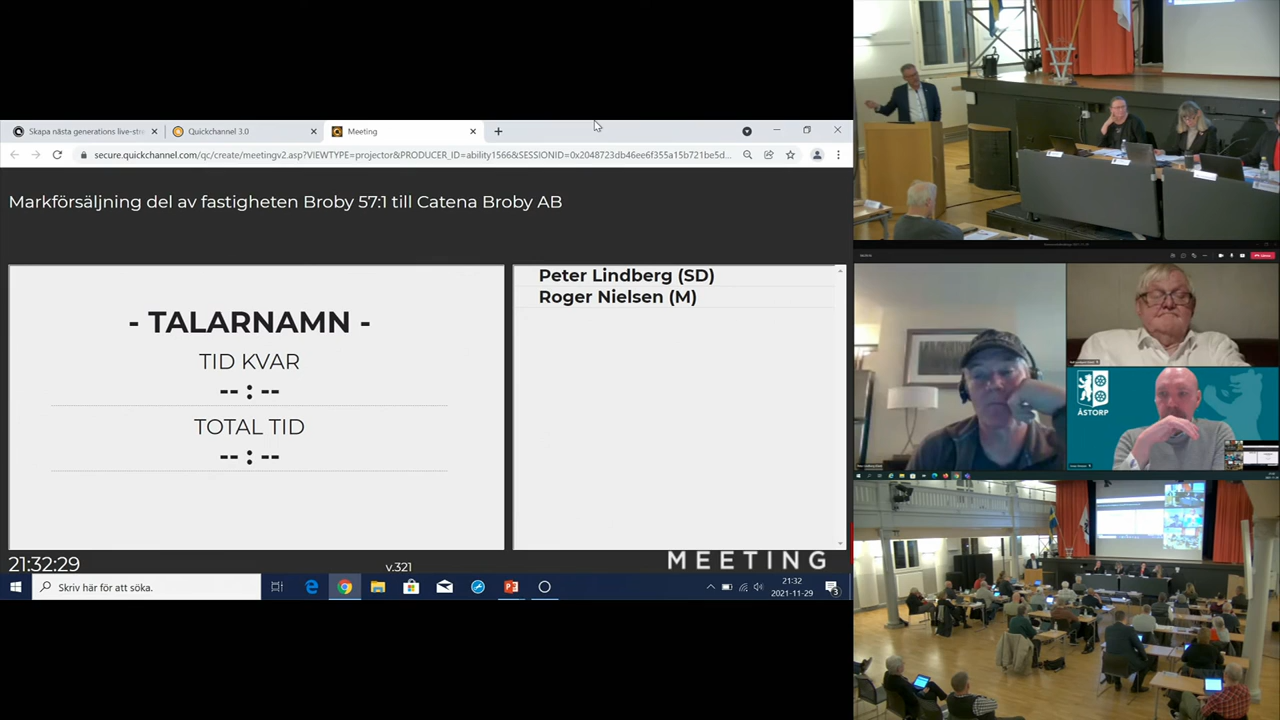 Skapa nästa generations live-str
Quickchannel 3.0
Meeting
secure.quickchannel.com/qc/create/meetingv2.asp?VIEWTYPE=projector&PRODUCER_ID=ability1566&SESSIONID=0x2048723db46ee6f355a15b721be5d...
Markförsäljning del av fastigheten Broby 57:1 till Catena Broby AB
- TALARNAMN -
TID KVAR
-- : --
TOTAL TID
-- : --
Peter Lindberg (SD)
Roger Nielsen (M)
21:32:29
v.321
MEETING
Skriv här för att söka.
21:32
2021-11-29
3
ÅSTORP